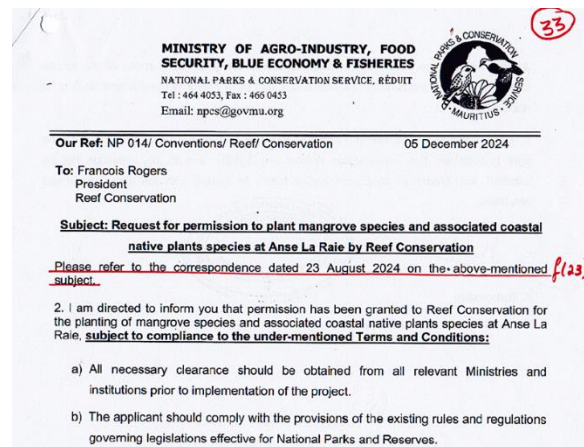 33
MINISTRY OF AGRO-INDUSTRY, FOOD
SECURITY, BLUE ECONOMY & FISHERIES
NATIONAL PARKS & CONSERVATION SERVICE, RÉDUIT
Tel : 464 4053, Fax : 466 0453
Email: npcs@govmu.org
NATIONAL PARKS & CONSERVATION SERVICE
MAURITIUS
Our Ref: NP 014/ Conventions/ Reef/ Conservation 05 December 2024
To: Francois Rogers
President
Reef Conservation
Subject: Request for permission to plant mangrove species and associated coastal
native plants species at Anse La Raie by Reef Conservation
Please refer to the correspondence dated 23 August 2024 on the above-mentioned f(23)
subject.
2. I am directed to inform you that permission has been granted to Reef Conservation for
the planting of mangrove species and associated coastal native plants species at Anse La
Raie, subject to compliance to the under-mentioned Terms and Conditions:
a) All necessary clearance should be obtained from all relevant Ministries and
institutions prior to implementation of the project.
b) The applicant should comply with the provisions of the existing rules and regulations
governing legislations effective for National Parks and Reserves.